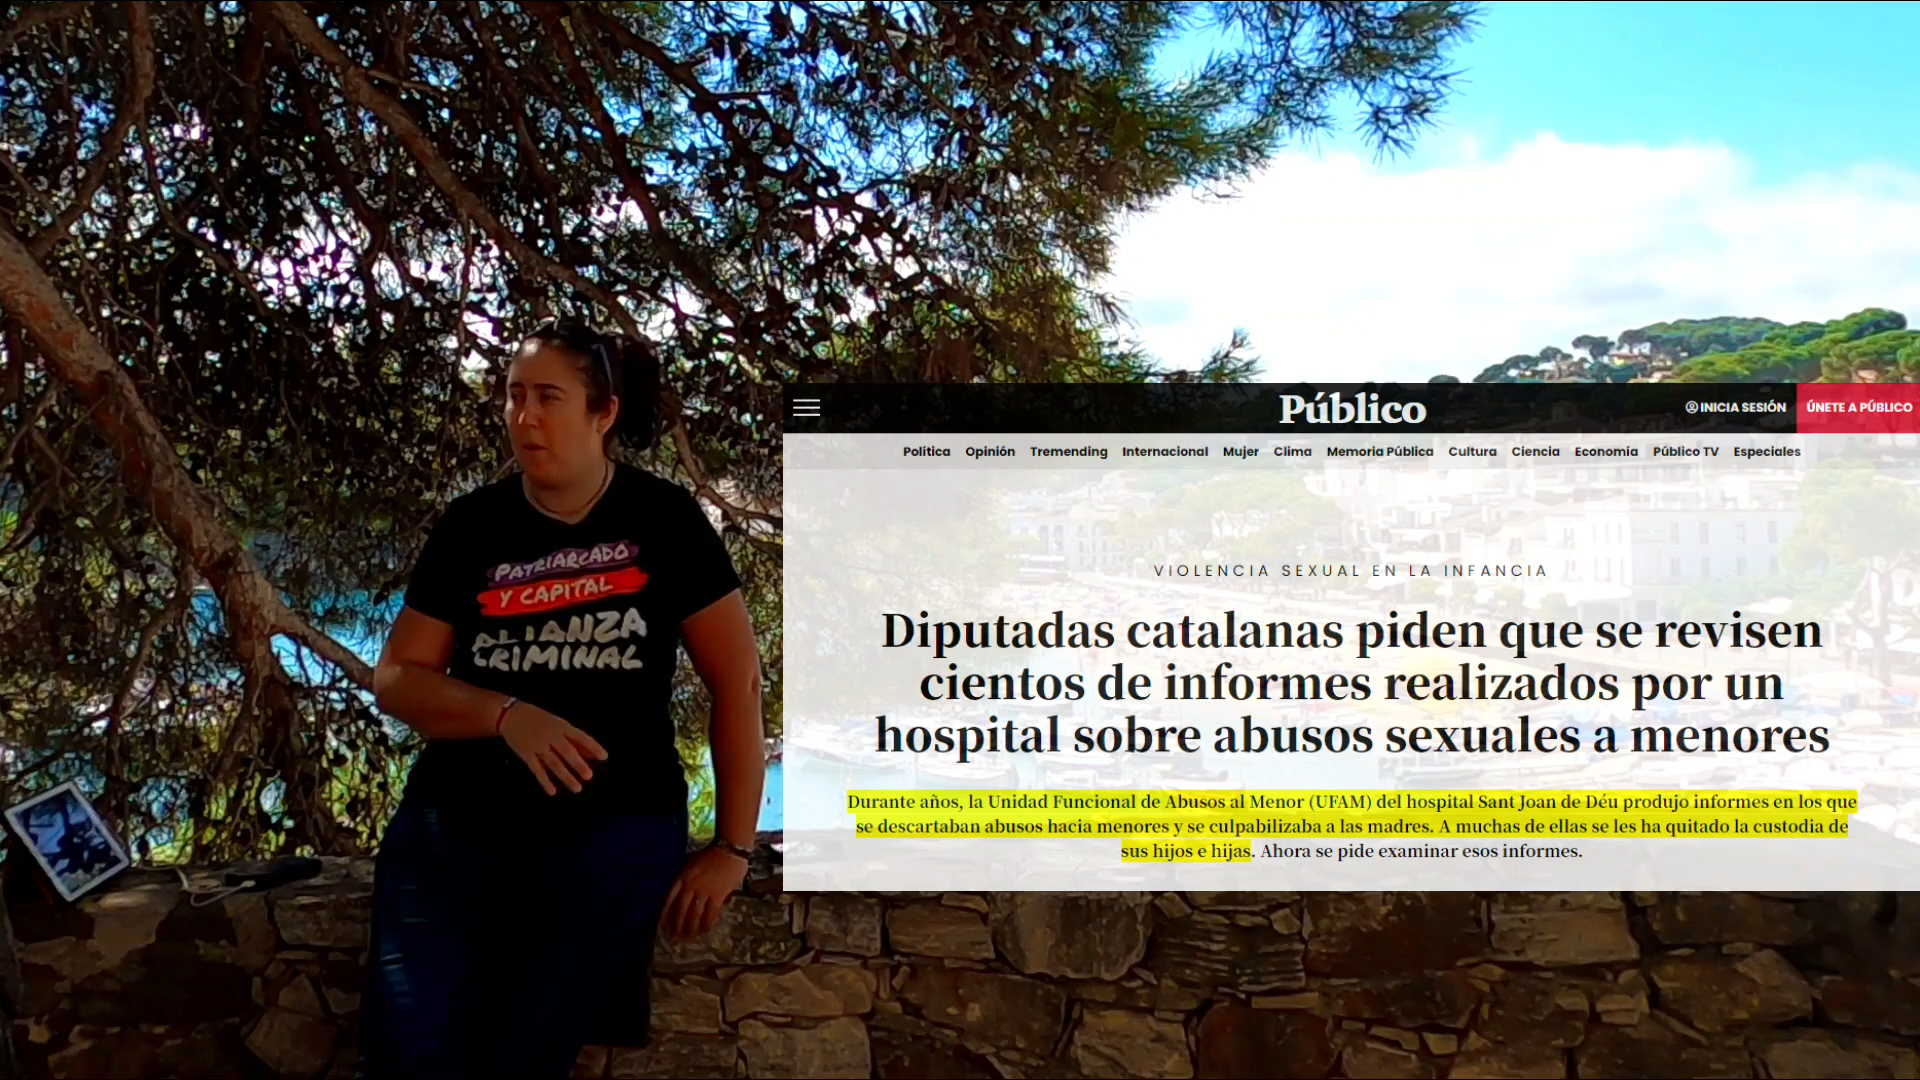 PATRIARCADO
Y CAPITAL
ALIANZA
CRIMINAL
Público
INICIA SESIÓN
ÚNETE A PÚBLICO
Política Opinión Tremending Internacional Mujer Clima Memoria Pública Cultura Ciencia Economía Público TV Especiales
VIOLENCIA SEXUAL EN LA INFANCIA
Diputadas catalanas piden que se revisen
cientos de informes realizados por un
hospital sobre abusos sexuales a menores
Durante años, la Unidad Funcional de Abusos al Menor (UFAM) del hospital Sant Joan de Déu produjo informes en los que
se descartaban abusos hacia menores y se culpabilizaba a las madres. A muchas de ellas se les ha quitado la custodia de
sus hijos e hijas. Ahora se pide examinar esos informes.